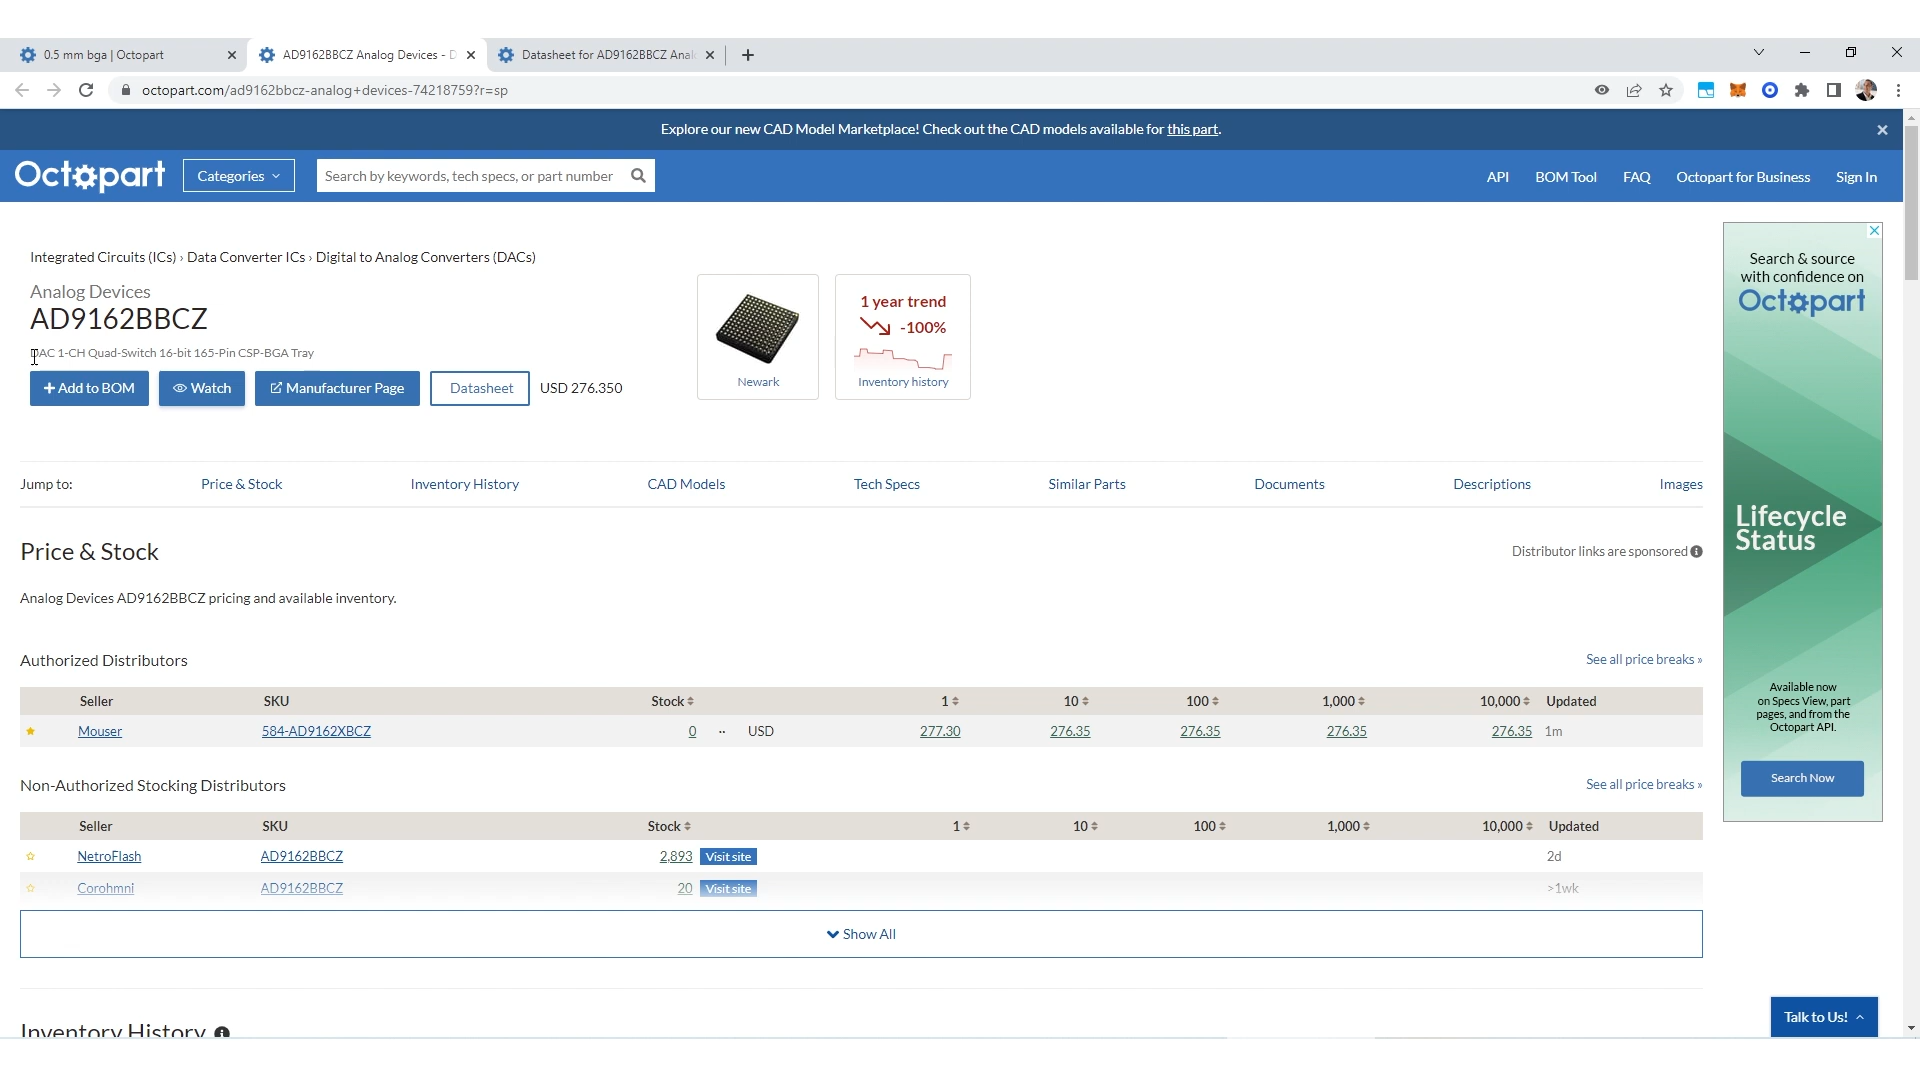 0.5 mm bga | Octopart
AD9162BBCZ Analog Devices - D
Datasheet for AD9162BBCZ Anal
octopart.com/ad9162bbcz-analog+devices-74218759?r=sp
Explore our new CAD Model Marketplace! Check out the CAD models available for this part.
Octopart
Categories
Search by keywords, tech specs, or part number
API
BOM Tool
FAQ
Octopart for Business
Sign In
Integrated Circuits (ICs) › Data Converter ICs › Digital to Analog Converters (DACs)
Analog Devices
AD9162BBCZ
DAC 1-CH Quad-Switch 16-bit 165-Pin CSP-BGA Tray
+ Add to BOM
Watch
Manufacturer Page
Datasheet
USD 276.350
Newark
1 year trend
-100%
Inventory history
Search & source
with confidence on
Octopart
Lifecycle
Status
Available now
on Specs View, part
pages, and from the
Octopart API.
Search Now
Jump to:
Price & Stock
Inventory History
CAD Models
Tech Specs
Similar Parts
Documents
Descriptions
Images
Price & Stock
Distributor links are sponsored
Analog Devices AD9162BBCZ pricing and available inventory.
Authorized Distributors
See all price breaks »
Seller SKU Stock 1 10 100 1,000 10,000 Updated
Mouser 584-AD9162XBCZ 0 USD 277.30 276.35 276.35 276.35 276.35 1m
Non-Authorized Stocking Distributors
See all price breaks »
Seller SKU Stock 1 10 100 1,000 10,000 Updated
NetroFlash AD9162BBCZ 2,893 Visit site 2d
Corohmni AD9162BBCZ 20 Visit site >1wk
Show All
Inventory History
Talk to Us!